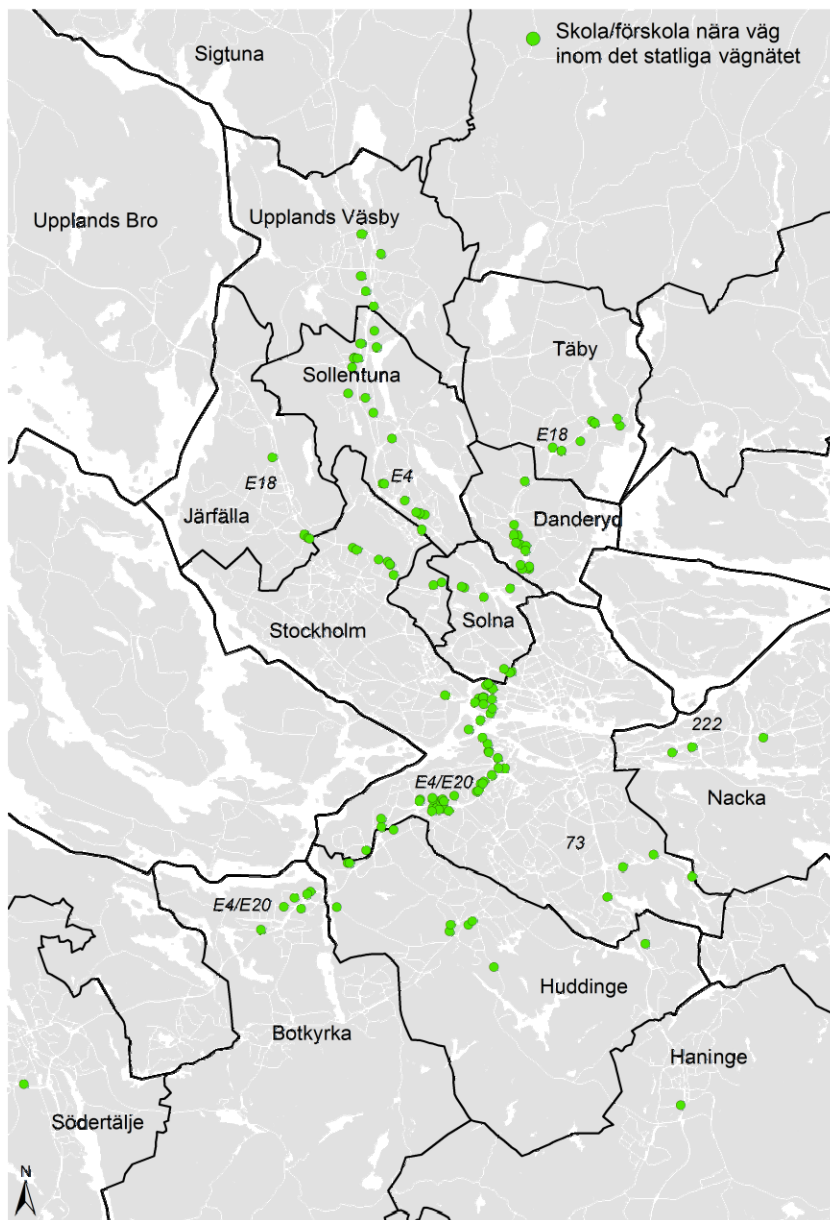 Skola/förskola nära väg
inom det statliga vägnätet
Sigtuna
Upplands Bro
Upplands Väsby
Täby
Sollentuna
E18
E18
E4
Järfälla
Danderyd
Stockholm
Solna
222
E4/E20
Nacka
73
E4/E20
Huddinge
Botkyrka
Haninge
Södertälje
N